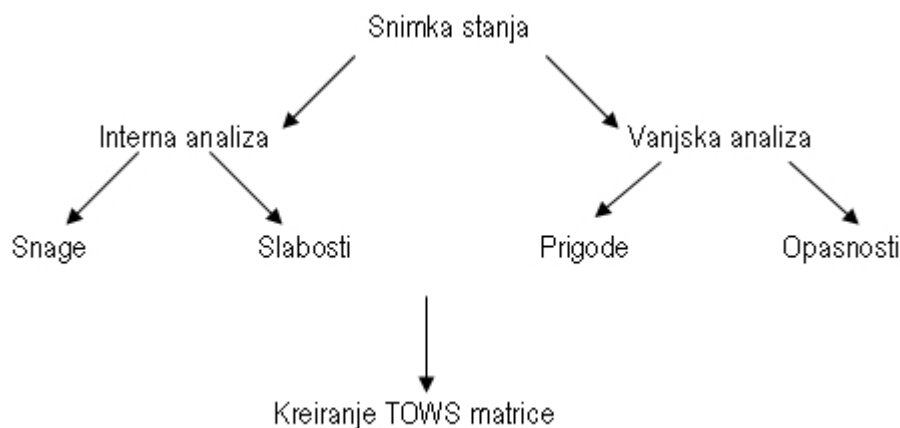 Snimka stanja
Interna analiza
Vanjska analiza
Snage
Slabosti
Prigode
Opasnosti
Kreiranje TOWS matrice